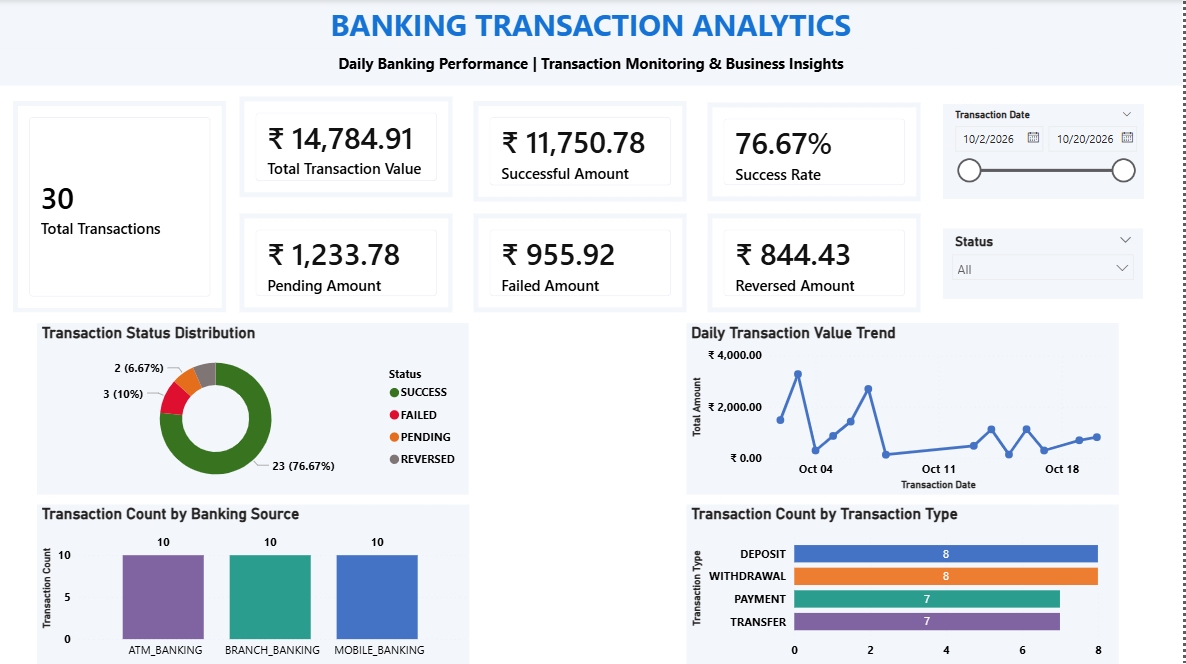 BANKING TRANSACTION ANALYTICS
Daily Banking Performance | Transaction Monitoring & Business Insights
30
Total Transactions
₹ 14,784.91
Total Transaction Value
₹ 11,750.78
Successful Amount
76.67%
Success Rate
Transaction Date
10/2/2026 10/20/2026
₹ 1,233.78
Pending Amount
₹ 955.92
Failed Amount
₹ 844.43
Reversed Amount
Status
All
Transaction Status Distribution
2 (6.67%)
3 (10%)
23 (76.67%)
Status
SUCCESS
FAILED
PENDING
REVERSED
Daily Transaction Value Trend
Total Amount
₹ 4,000.00
₹ 2,000.00
₹ 0.00
Oct 04 Oct 11 Oct 18
Transaction Date
Transaction Count by Banking Source
Transaction Count
10
5
0
10 10 10
ATM_BANKING BRANCH_BANKING MOBILE_BANKING
Transaction Count by Transaction Type
Transaction Type
DEPOSIT 8
WITHDRAWAL 8
PAYMENT 7
TRANSFER 7
0 2 4 6 8